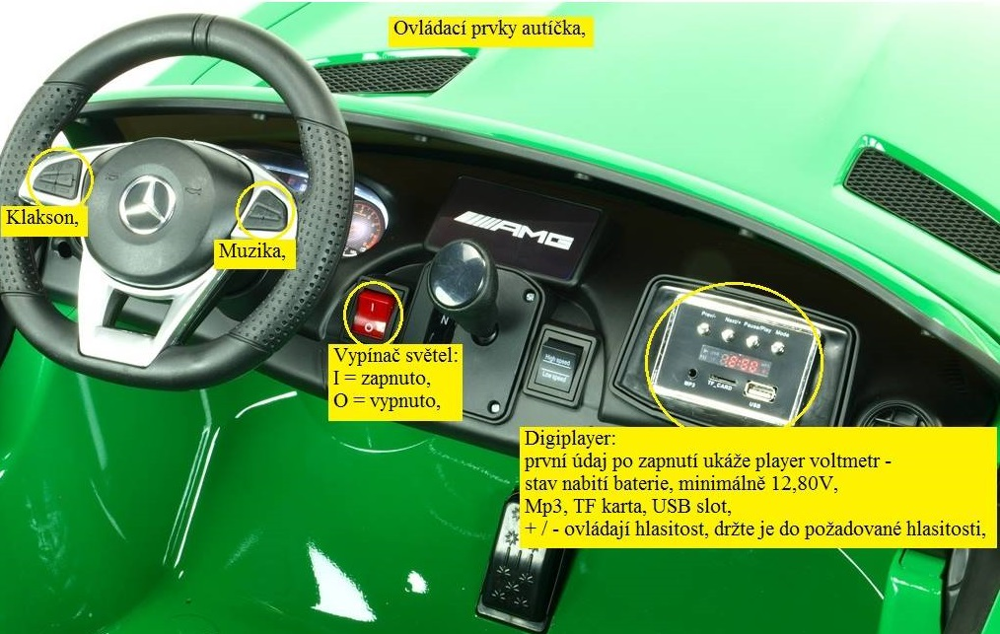 Ovládací prvky autíčka,
Klakson,
Muzika,
AMG
I
O
N
Vypínač světel:
I = zapnuto,
O = vypnuto,
High speed
Low speed
Prev/- Next/+ Pause/Play Mode
MP3 TF_CARD USB
Digiplayer:
první údaj po zapnutí ukáže player voltmetr -
stav nabití baterie, minimálně 12,80V,
Mp3, TF karta, USB slot,
+ / - ovládají hlasitost, držte je do požadované hlasitosti,